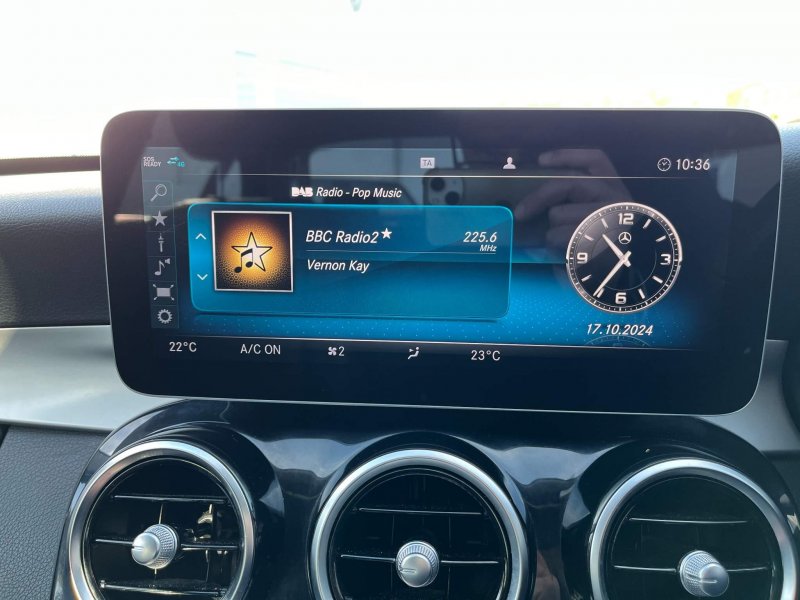 SOS
READY 4G
TA
10:36
DAB Radio - Pop Music
BBC Radio2★ 225.6
MHz
Vernon Kay
12
3
6
9
17.10.2024
22°C A/C ON 2 23°C